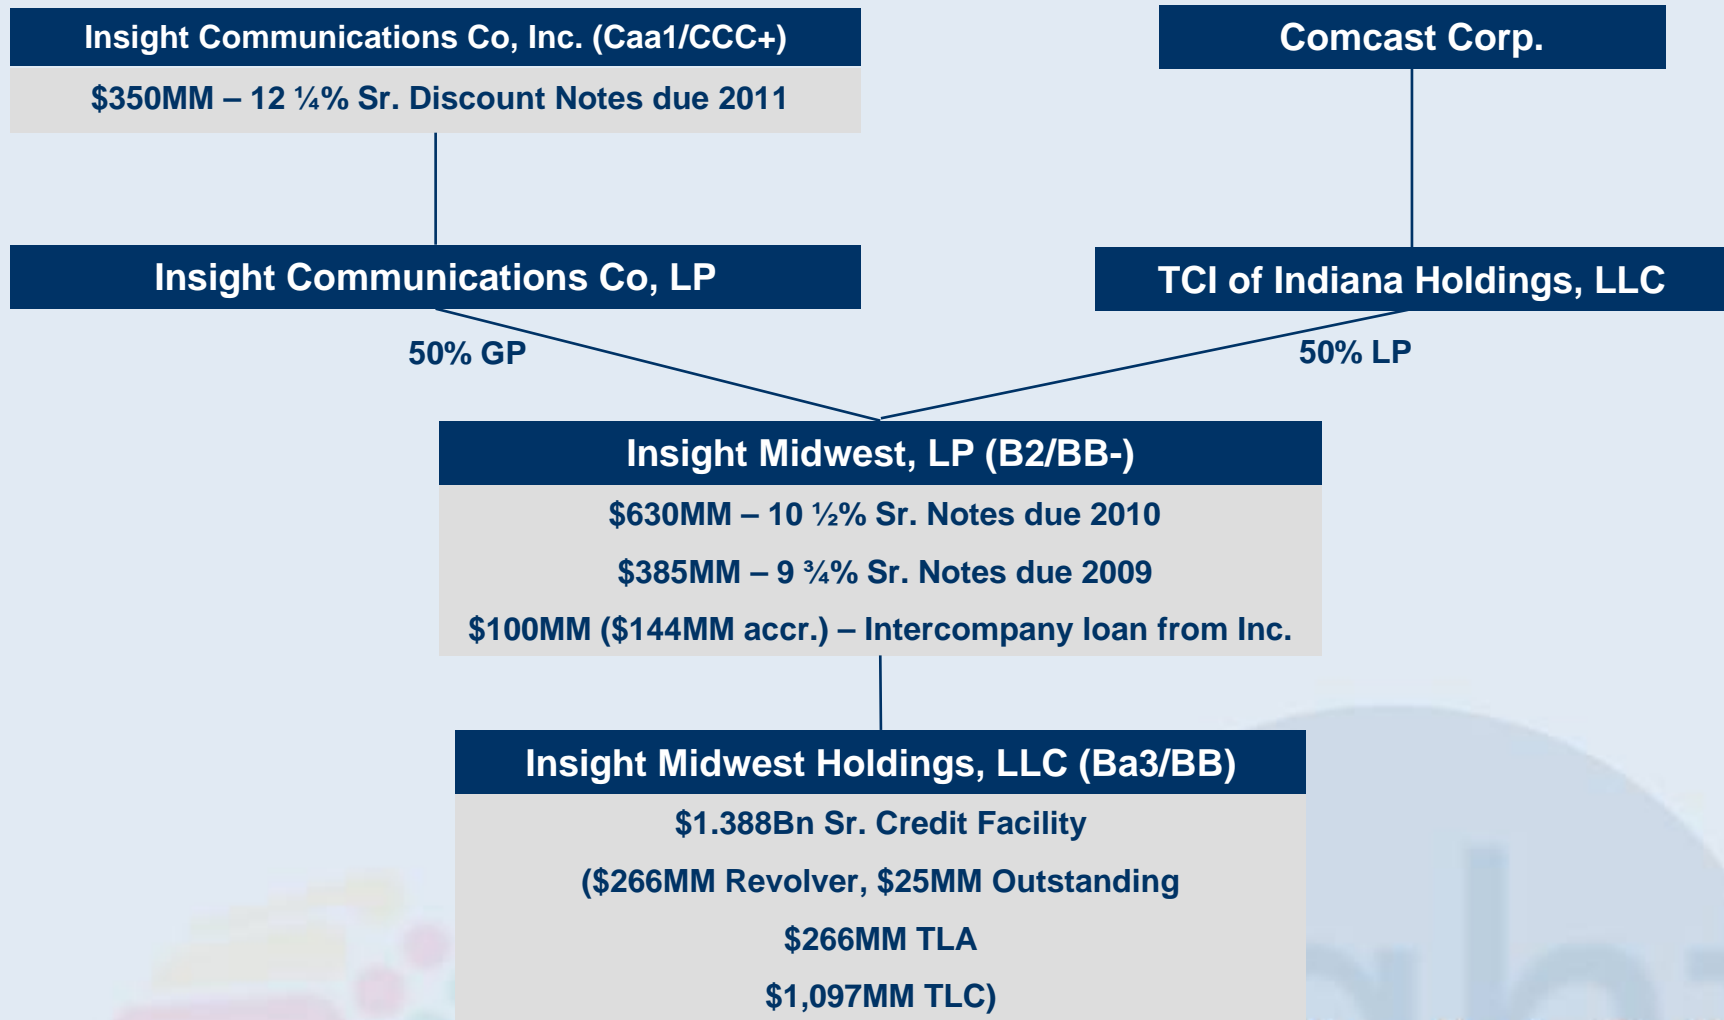 Insight Communications Co, Inc. (Caa1/CCC+)
$350MM – 12 ¼% Sr. Discount Notes due 2011
Comcast Corp.
Insight Communications Co, LP
TCI of Indiana Holdings, LLC
50% GP
50% LP
Insight Midwest, LP (B2/BB-)
$630MM – 10 ½% Sr. Notes due 2010
$385MM – 9 ¾% Sr. Notes due 2009
$100MM ($144MM accr.) – Intercompany loan from Inc.
Insight Midwest Holdings, LLC (Ba3/BB)
$1.388Bn Sr. Credit Facility
($266MM Revolver, $25MM Outstanding
$266MM TLA
$1,097MM TLC)